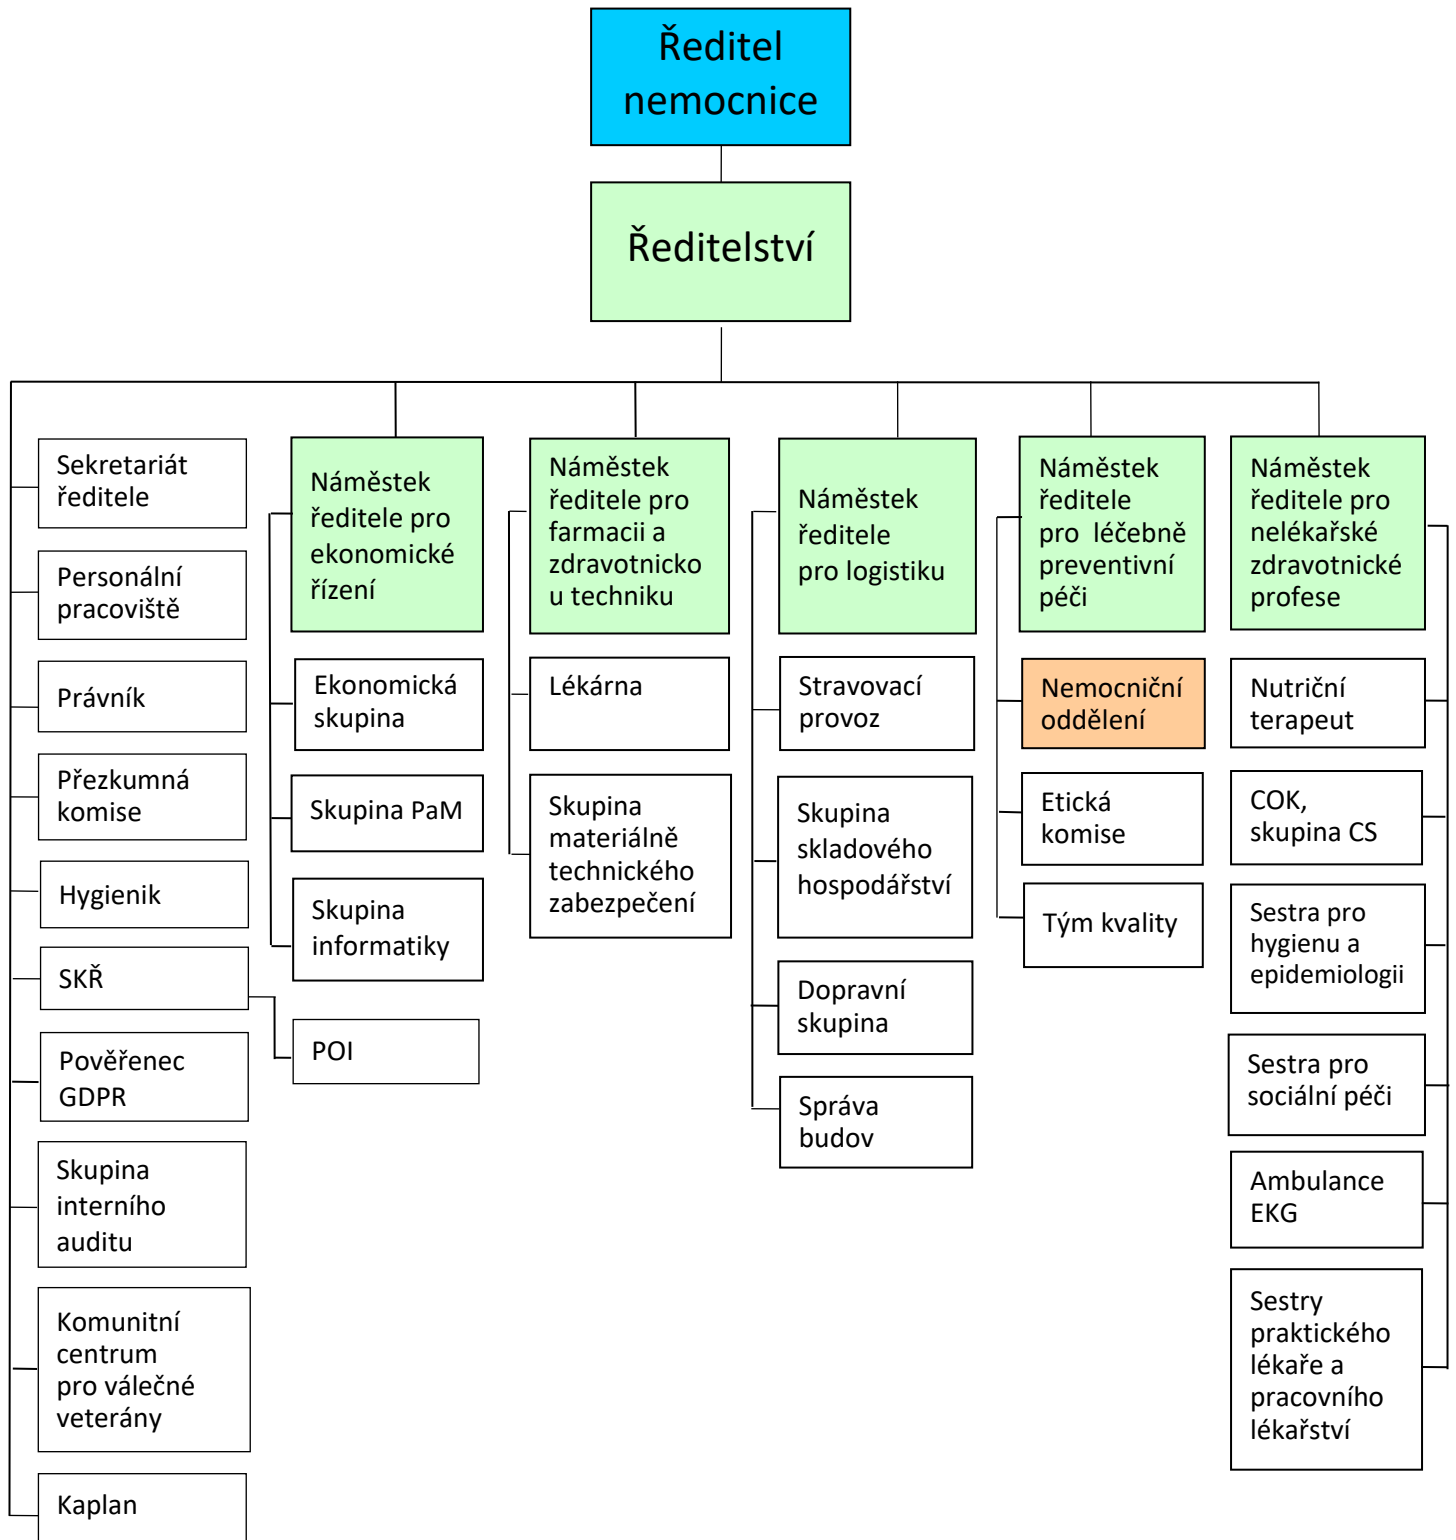 Ředitel
nemocnice
Ředitelství
Sekretariát
ředitele
Personální
pracoviště
Právník
Přezkumná
komise
Hygienik
SKŘ
Pověřenec
GDPR
Skupina
interního
auditu
Komunitní
centrum
pro válečné
veterány
Kaplan
Náměstek
ředitele pro
ekonomické
řízení
Ekonomická
skupina
Skupina PaM
Skupina
informatiky
POI
Náměstek
ředitele pro
farmacii a
zdravotnicko
u techniku
Lékárna
Skupina
materiálně
technického
zabezpečení
Náměstek
ředitele
pro logistiku
Stravovací
provoz
Skupina
skladového
hospodářství
Dopravní
skupina
Správa
budov
Náměstek
ředitele
pro léčebně
preventivní
péči
Nemocniční
oddělení
Etická
komise
Tým kvality
Náměstek
ředitele pro
nelékařské
zdravotnické
profese
Nutriční
terapeut
COK,
skupina CS
Sestra pro
hygienu a
epidemiologii
Sestra pro
sociální péči
Ambulance
EKG
Sestry
praktického
lékaře a
pracovního
lékařství